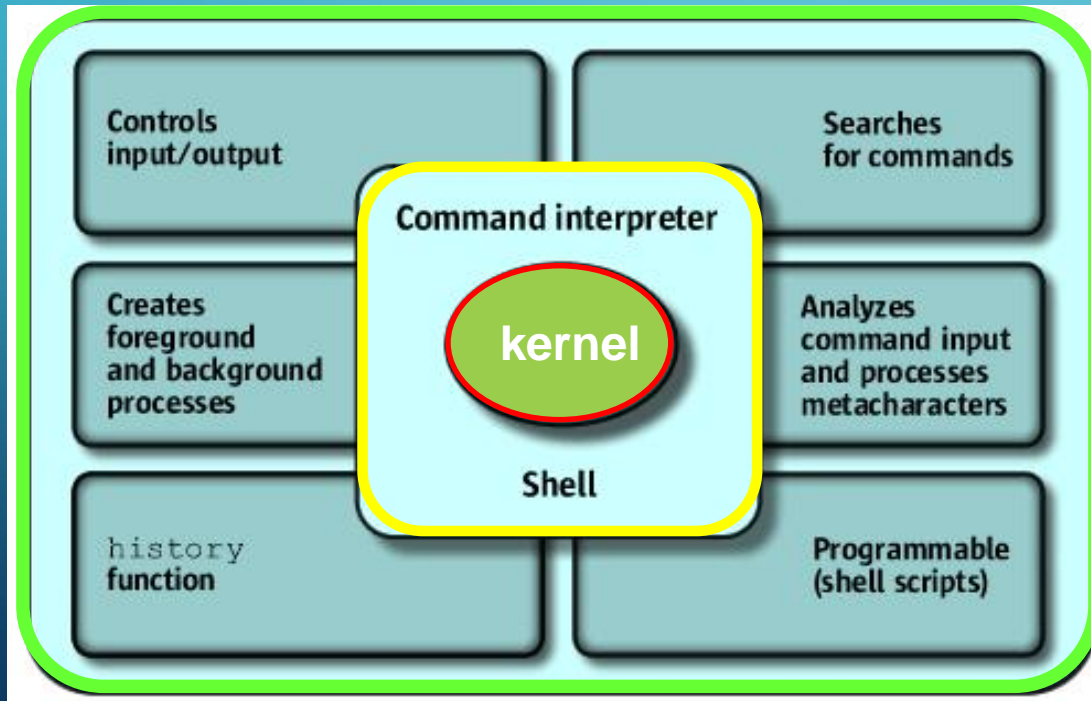 Controls
input/output
Searches
for commands
Command interpreter
kernel
Shell
Creates
foreground
and background
processes
Analyzes
command input
and processes
metacharacters
history
function
Programmable
(shell scripts)